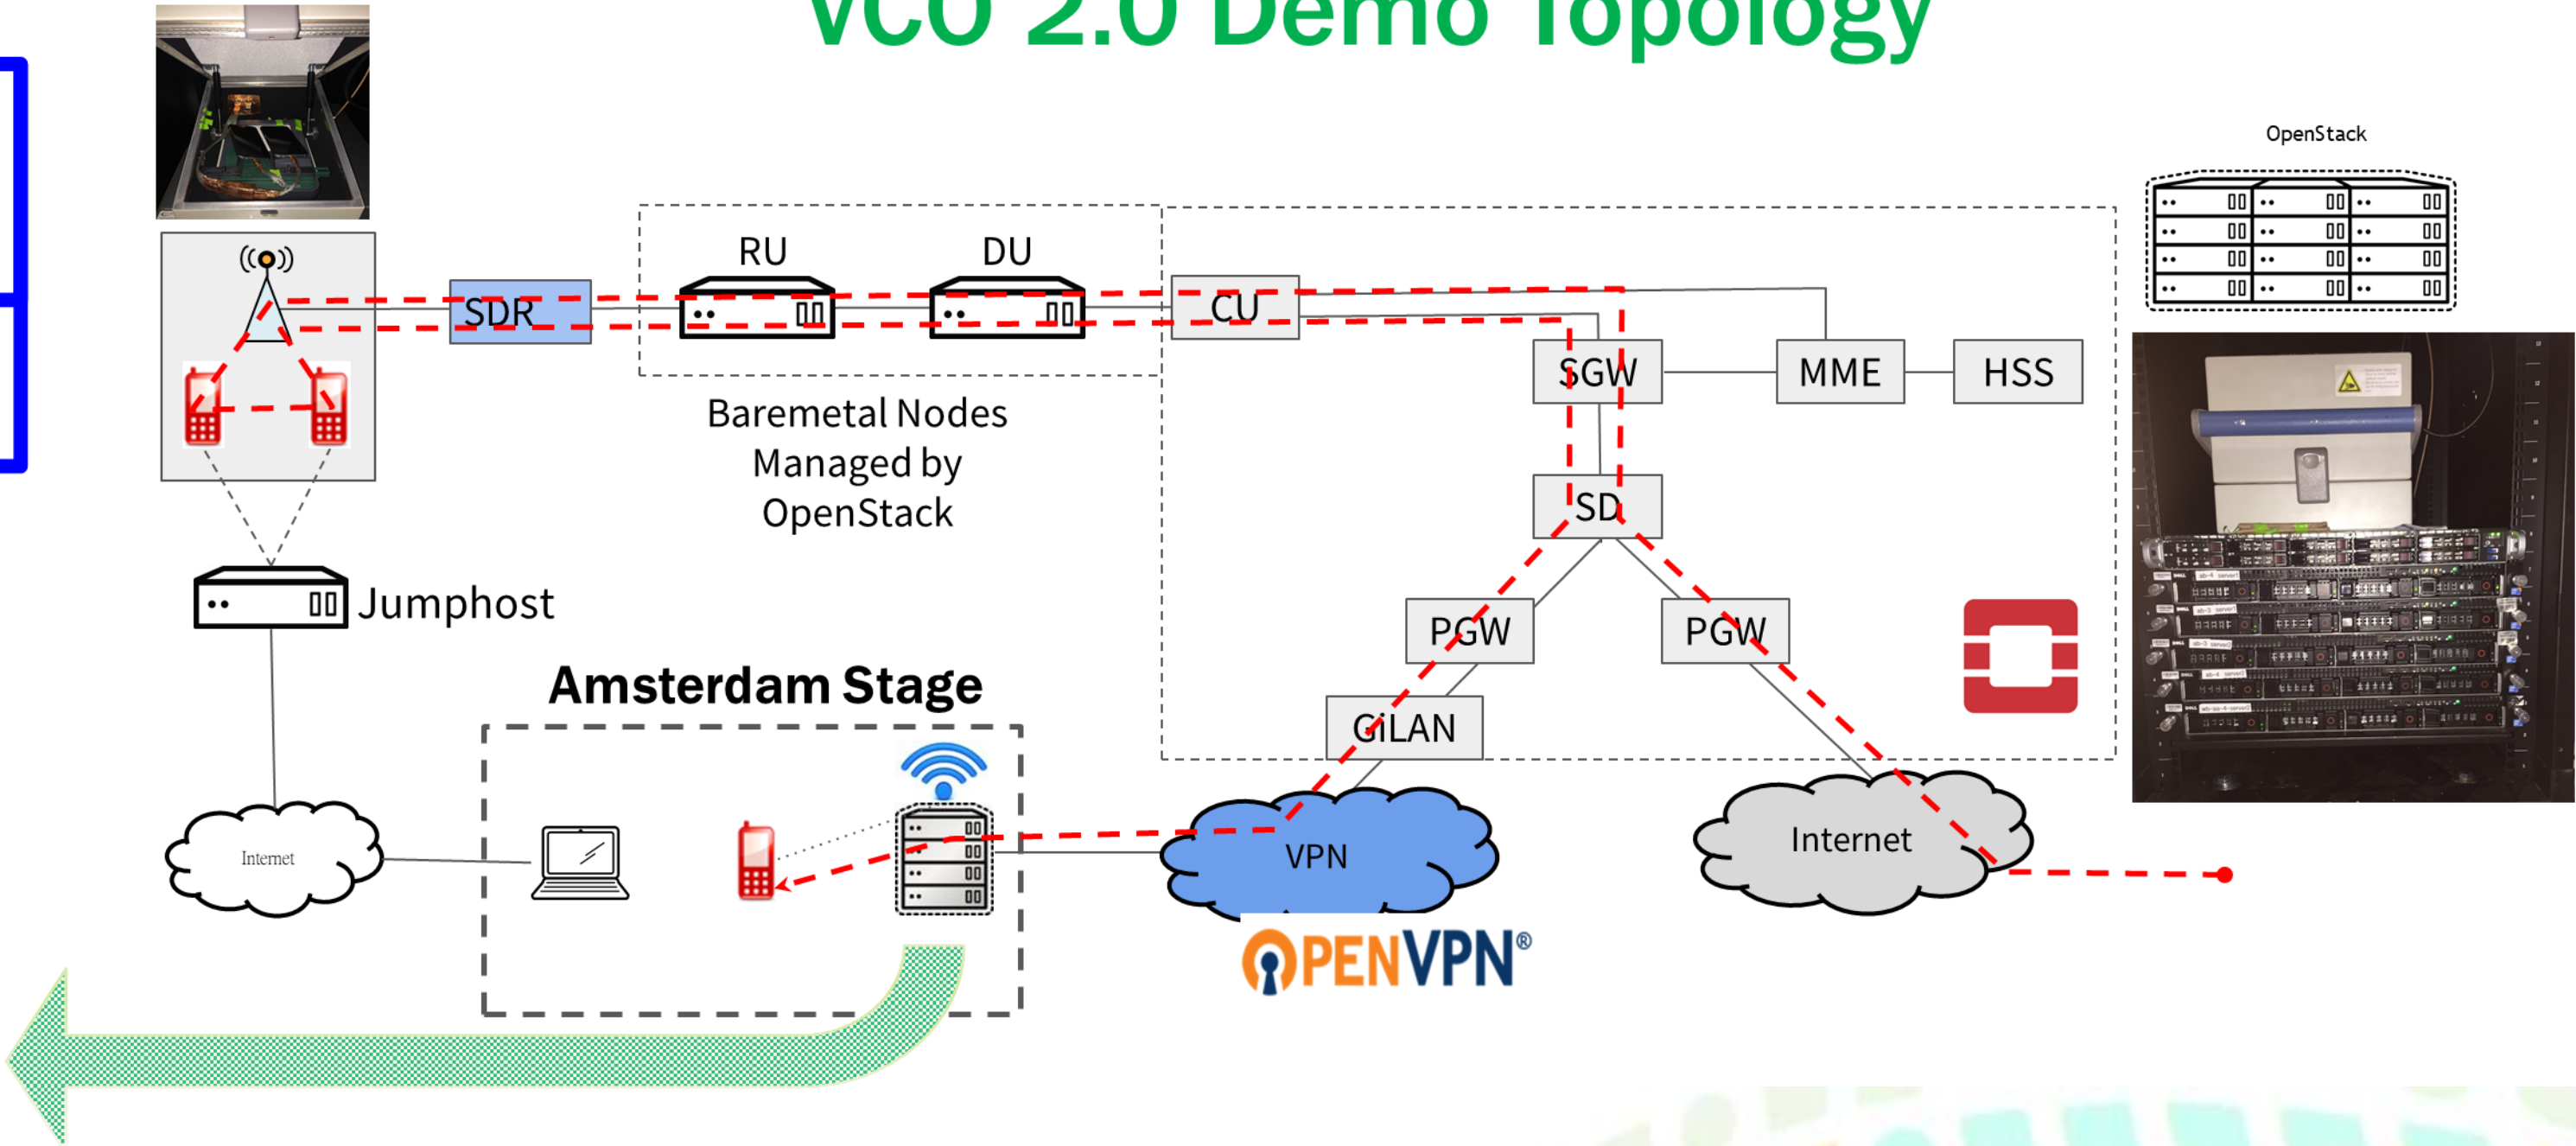 VCO 2.0 Demo Topology
OpenStack
RU
DU
SDR
CU
SGW
MME
HSS
Baremetal Nodes
Managed by
OpenStack
SD
Jumphost
PGW
PGW
Amsterdam Stage
GiLAN
Internet
VPN
Internet
OPENVPN®